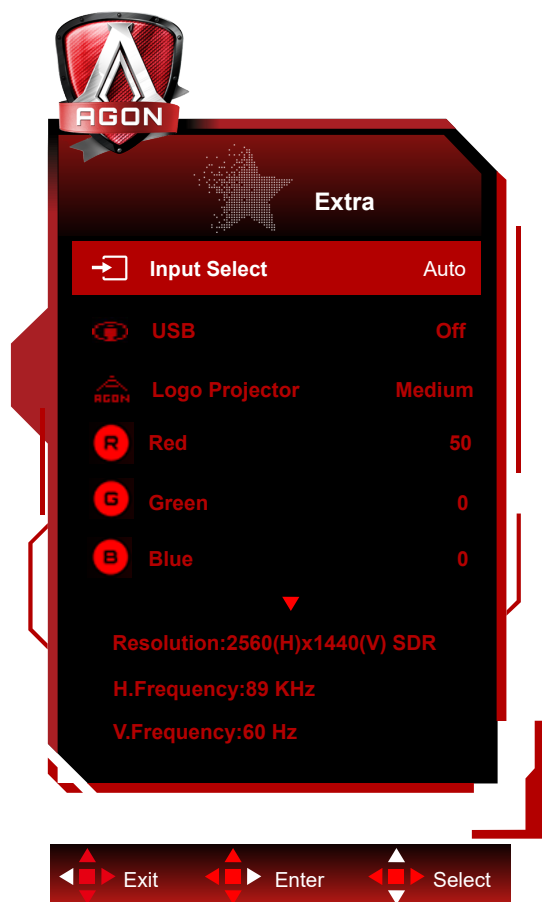 AGON
Extra
Input Select Auto
USB Off
AGON Logo Projector Medium
R Red 50
G Green 0
B Blue 0
Resolution:2560(H)x1440(V) SDR
H.Frequency:89 KHz
V.Frequency:60 Hz
Exit Enter Select